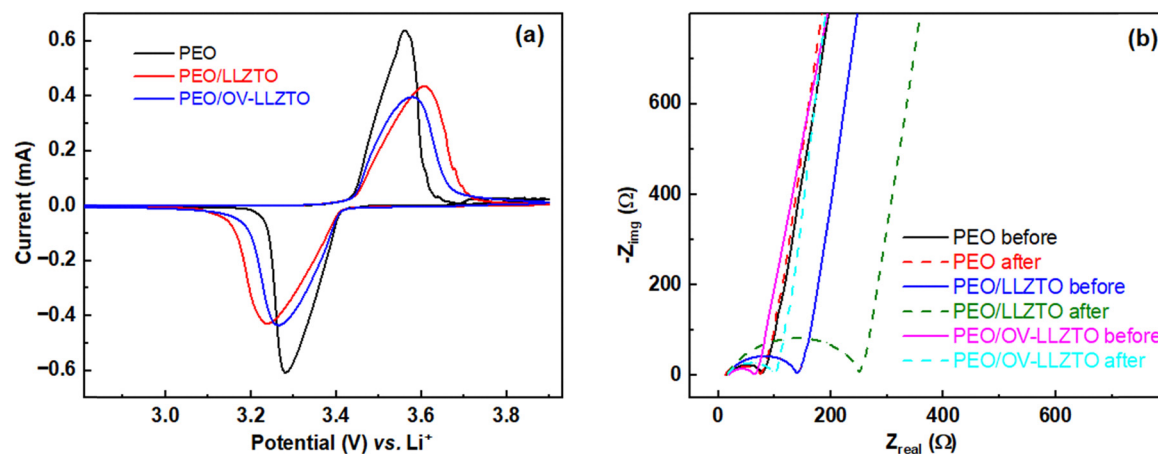 (a)
PEO
PEO/LLZTO
PEO/OV-LLZTO
0.6
0.4
0.2
0.0
−0.2
−0.4
−0.6
Current (mA)
3.0 3.2 3.4 3.6 3.8
Potential (V) vs. Li⁺
(b)
600
400
200
0
-Zimg (Ω)
PEO before
PEO after
PEO/LLZTO before
PEO/LLZTO after
PEO/OV-LLZTO before
PEO/OV-LLZTO after
0 200 400 600
Zreal (Ω)